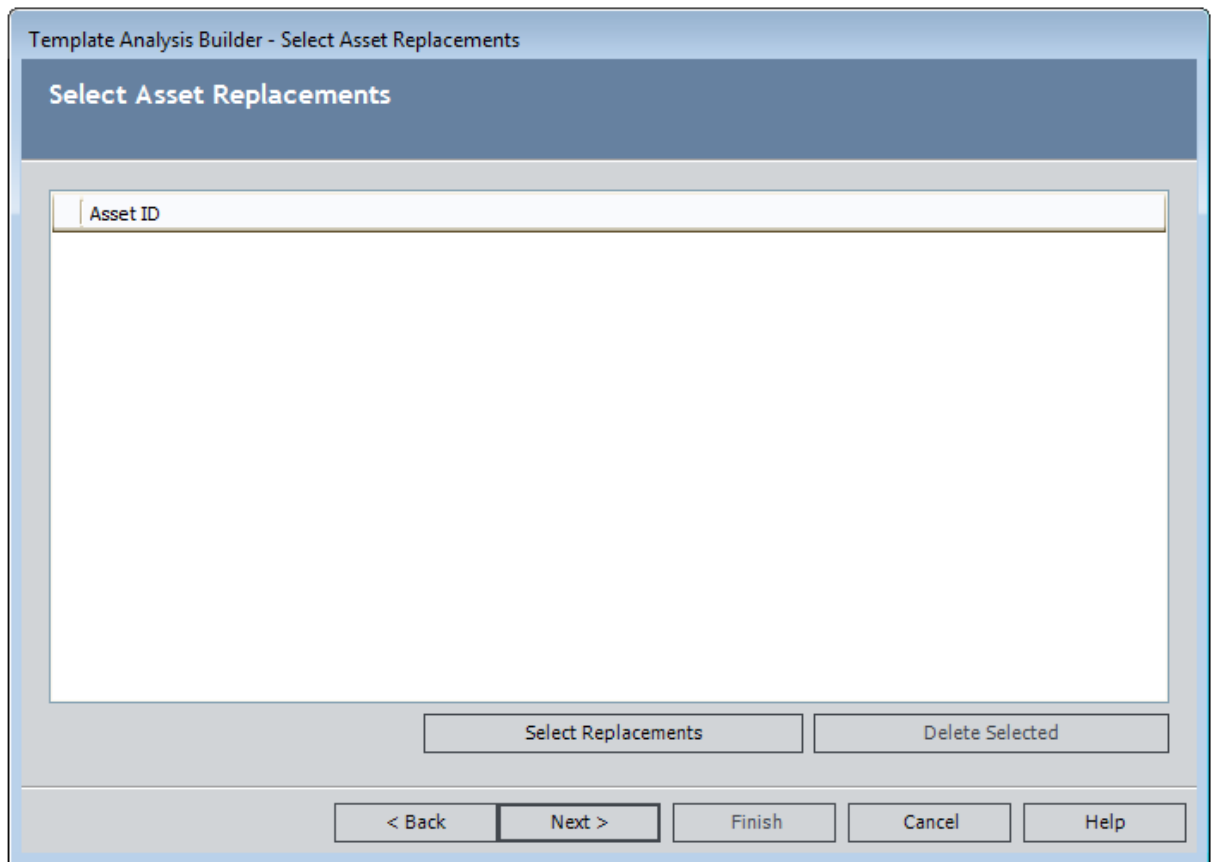 Template Analysis Builder - Select Asset Replacements
Select Asset Replacements
Asset ID
Select Replacements Delete Selected
< Back Next > Finish Cancel Help